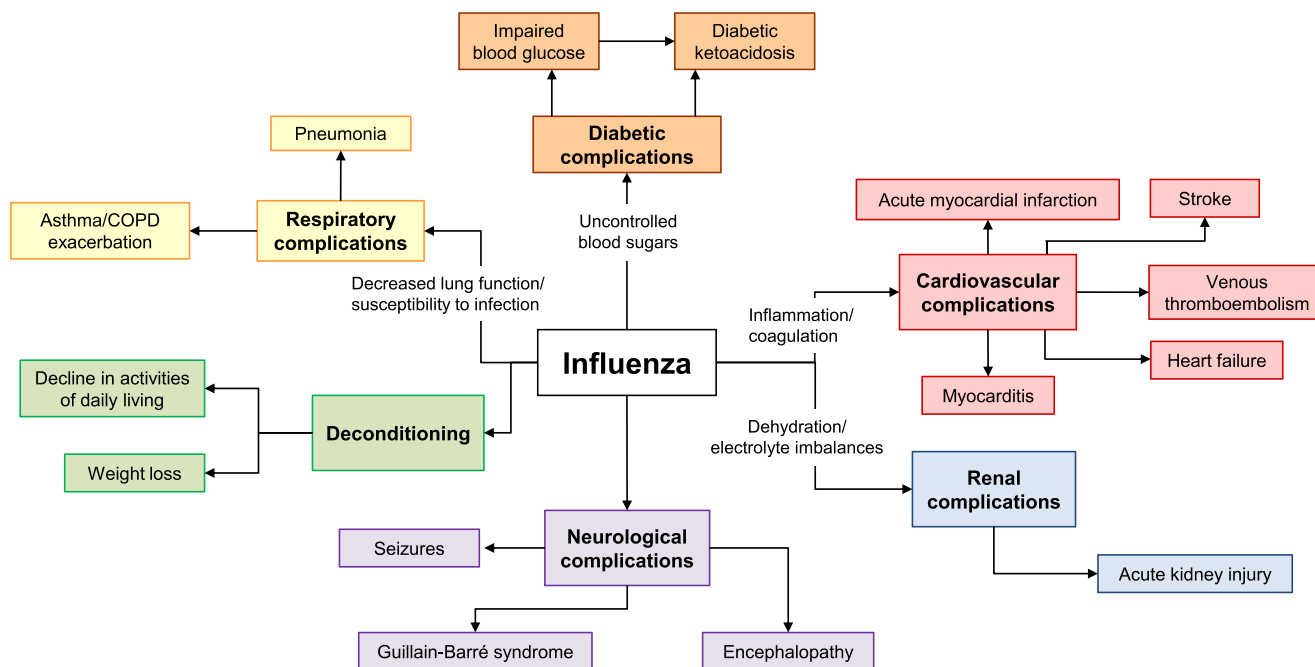 Impaired
blood glucose
Diabetic
ketoacidosis
Diabetic
complications
Uncontrolled
blood sugars
Pneumonia
Asthma/COPD
exacerbation
Respiratory
complications
Decreased lung function/
susceptibility to infection
Acute myocardial infarction
Stroke
Cardiovascular
complications
Venous
thromboembolism
Inflammation/
coagulation
Heart failure
Myocarditis
Influenza
Decline in activities
of daily living
Deconditioning
Weight loss
Dehydration/
electrolyte imbalances
Renal
complications
Acute kidney injury
Neurological
complications
Seizures
Guillain-Barré syndrome
Encephalopathy